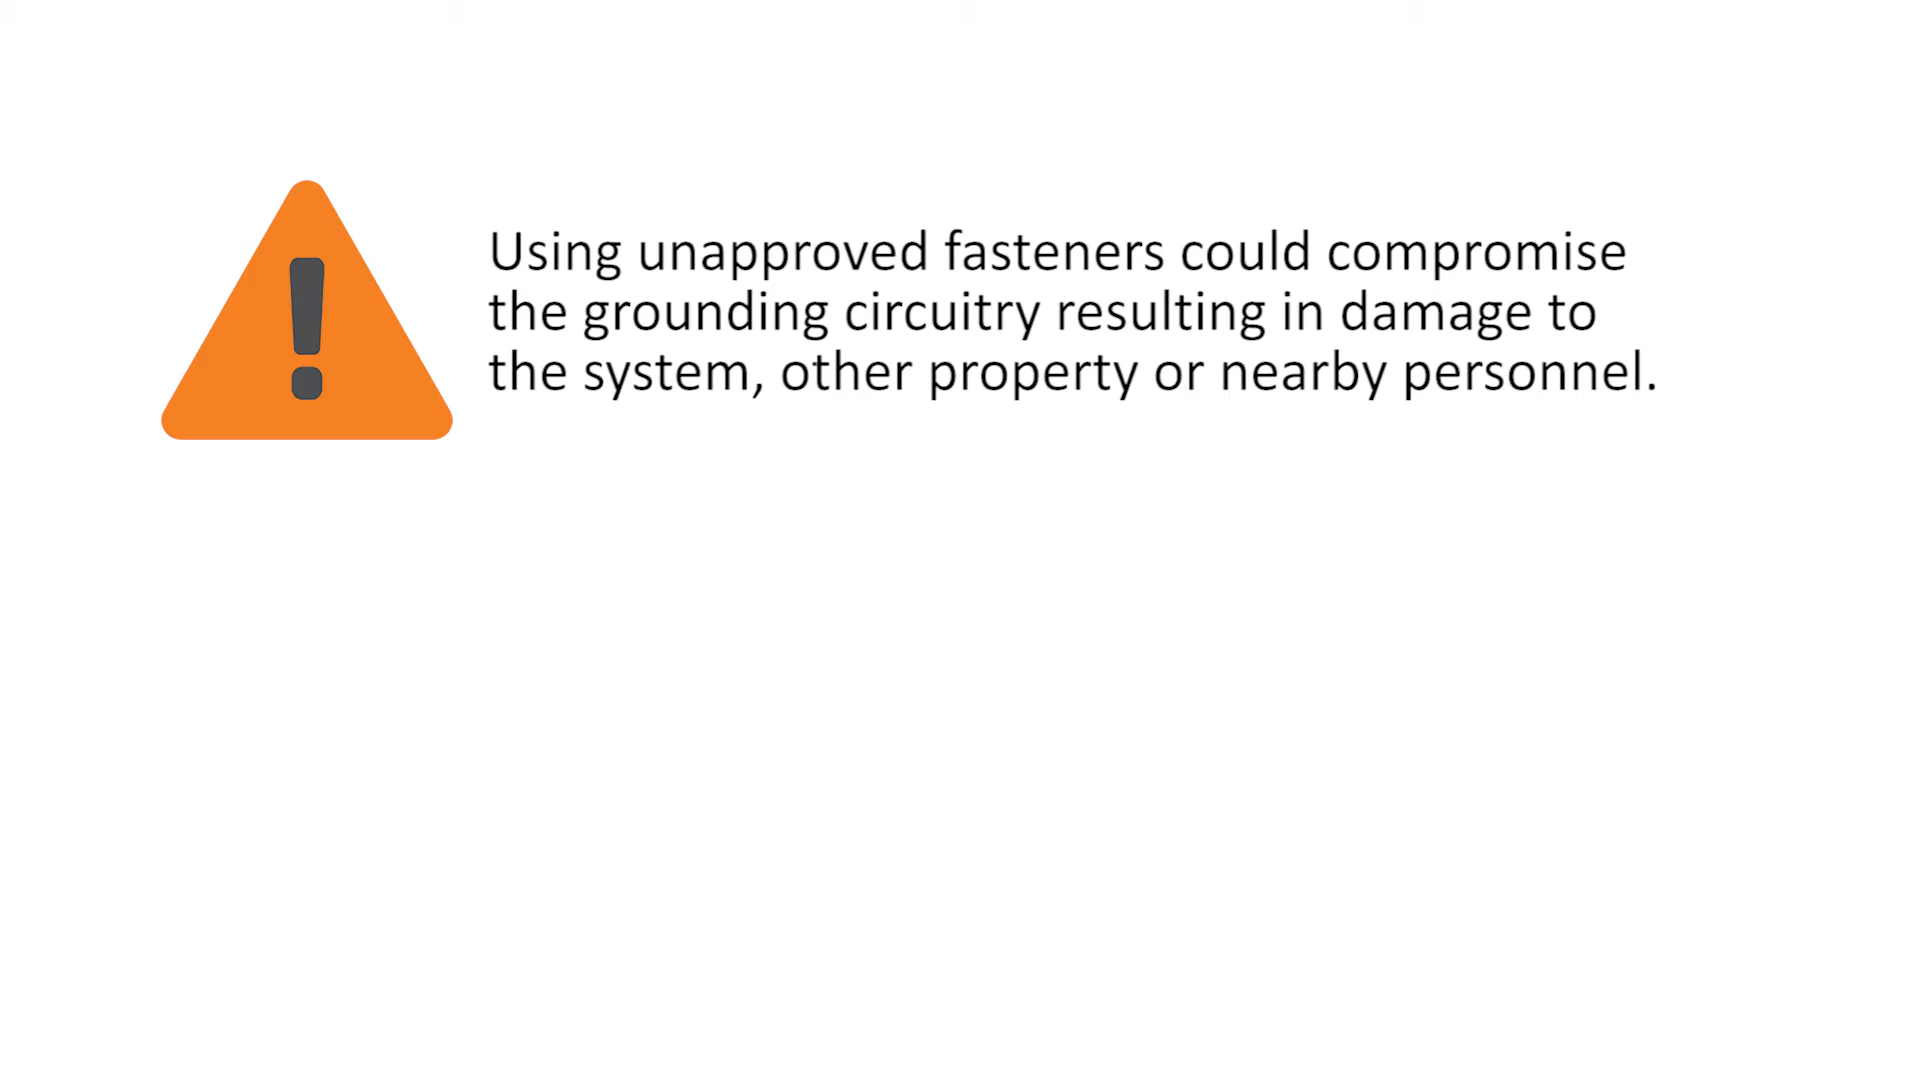 Using unapproved fasteners could compromise
the grounding circuitry resulting in damage to
the system, other property or nearby personnel.